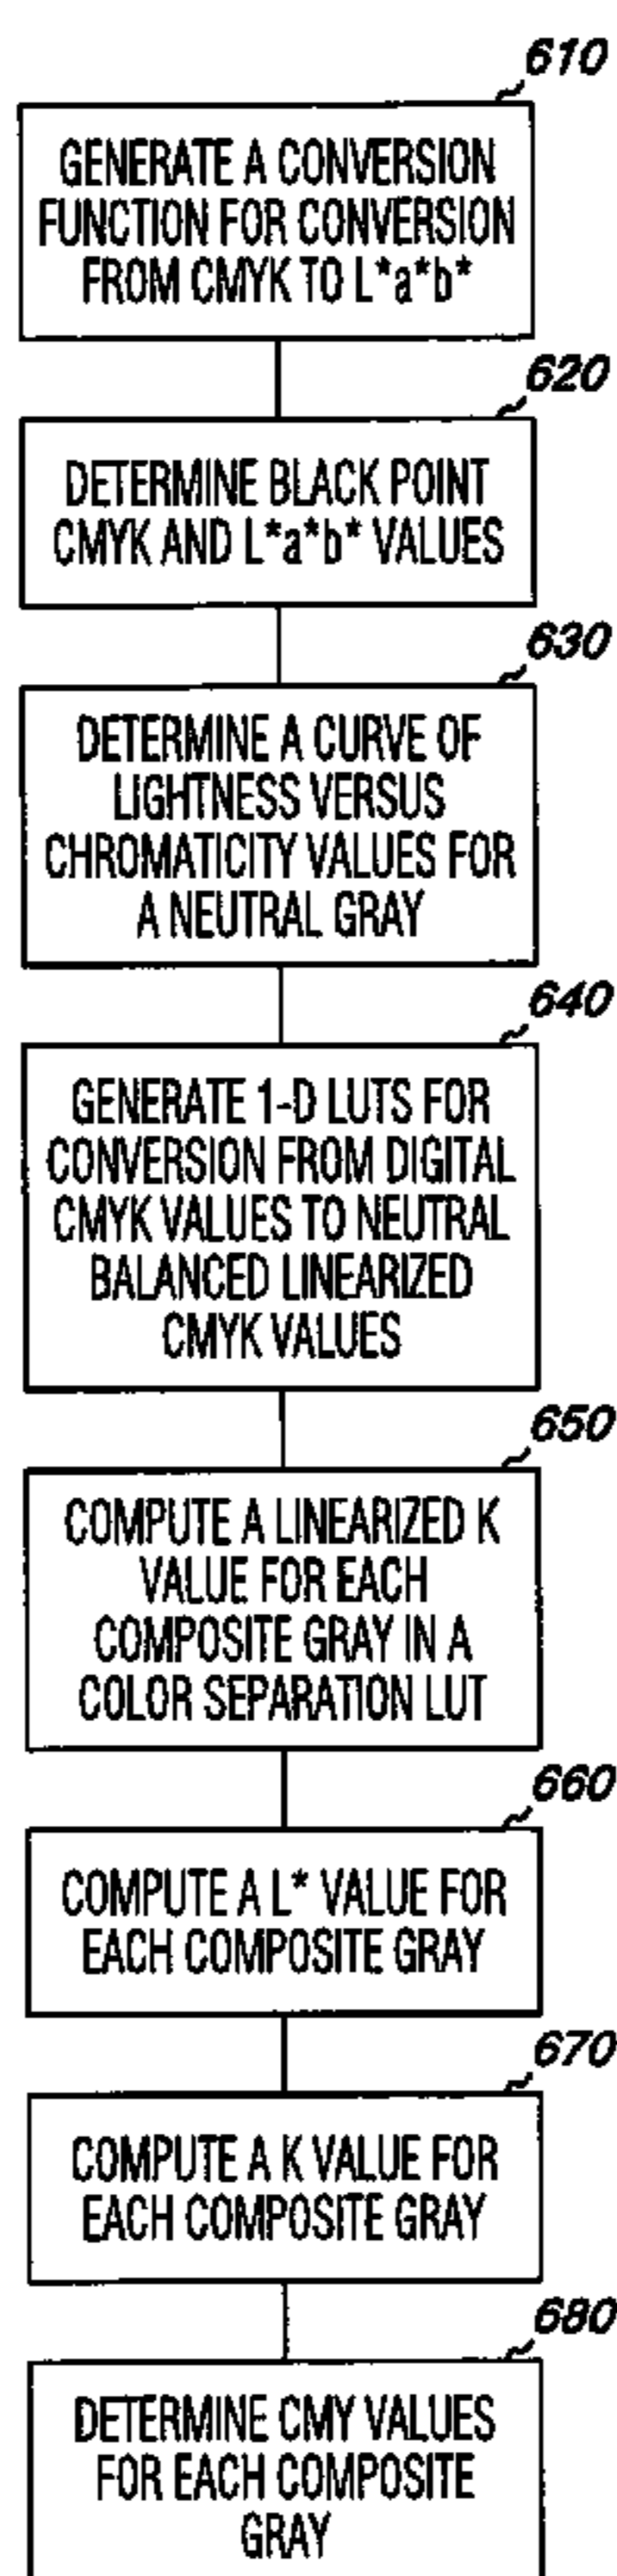 610
GENERATE A CONVERSION
FUNCTION FOR CONVERSION
FROM CMYK TO L*a*b*
620
DETERMINE BLACK POINT
CMYK AND L*a*b* VALUES
630
DETERMINE A CURVE OF
LIGHTNESS VERSUS
CHROMATICITY VALUES FOR
A NEUTRAL GRAY
640
GENERATE 1-D LUTS FOR
CONVERSION FROM DIGITAL
CMYK VALUES TO NEUTRAL
BALANCED LINEARIZED
CMYK VALUES
650
COMPUTE A LINEARIZED K
VALUE FOR EACH
COMPOSITE GRAY IN A
COLOR SEPARATION LUT
660
COMPUTE A L* VALUE FOR
EACH COMPOSITE GRAY
670
COMPUTE A K VALUE FOR
EACH COMPOSITE GRAY
680
DETERMINE CMY VALUES
FOR EACH COMPOSITE
GRAY